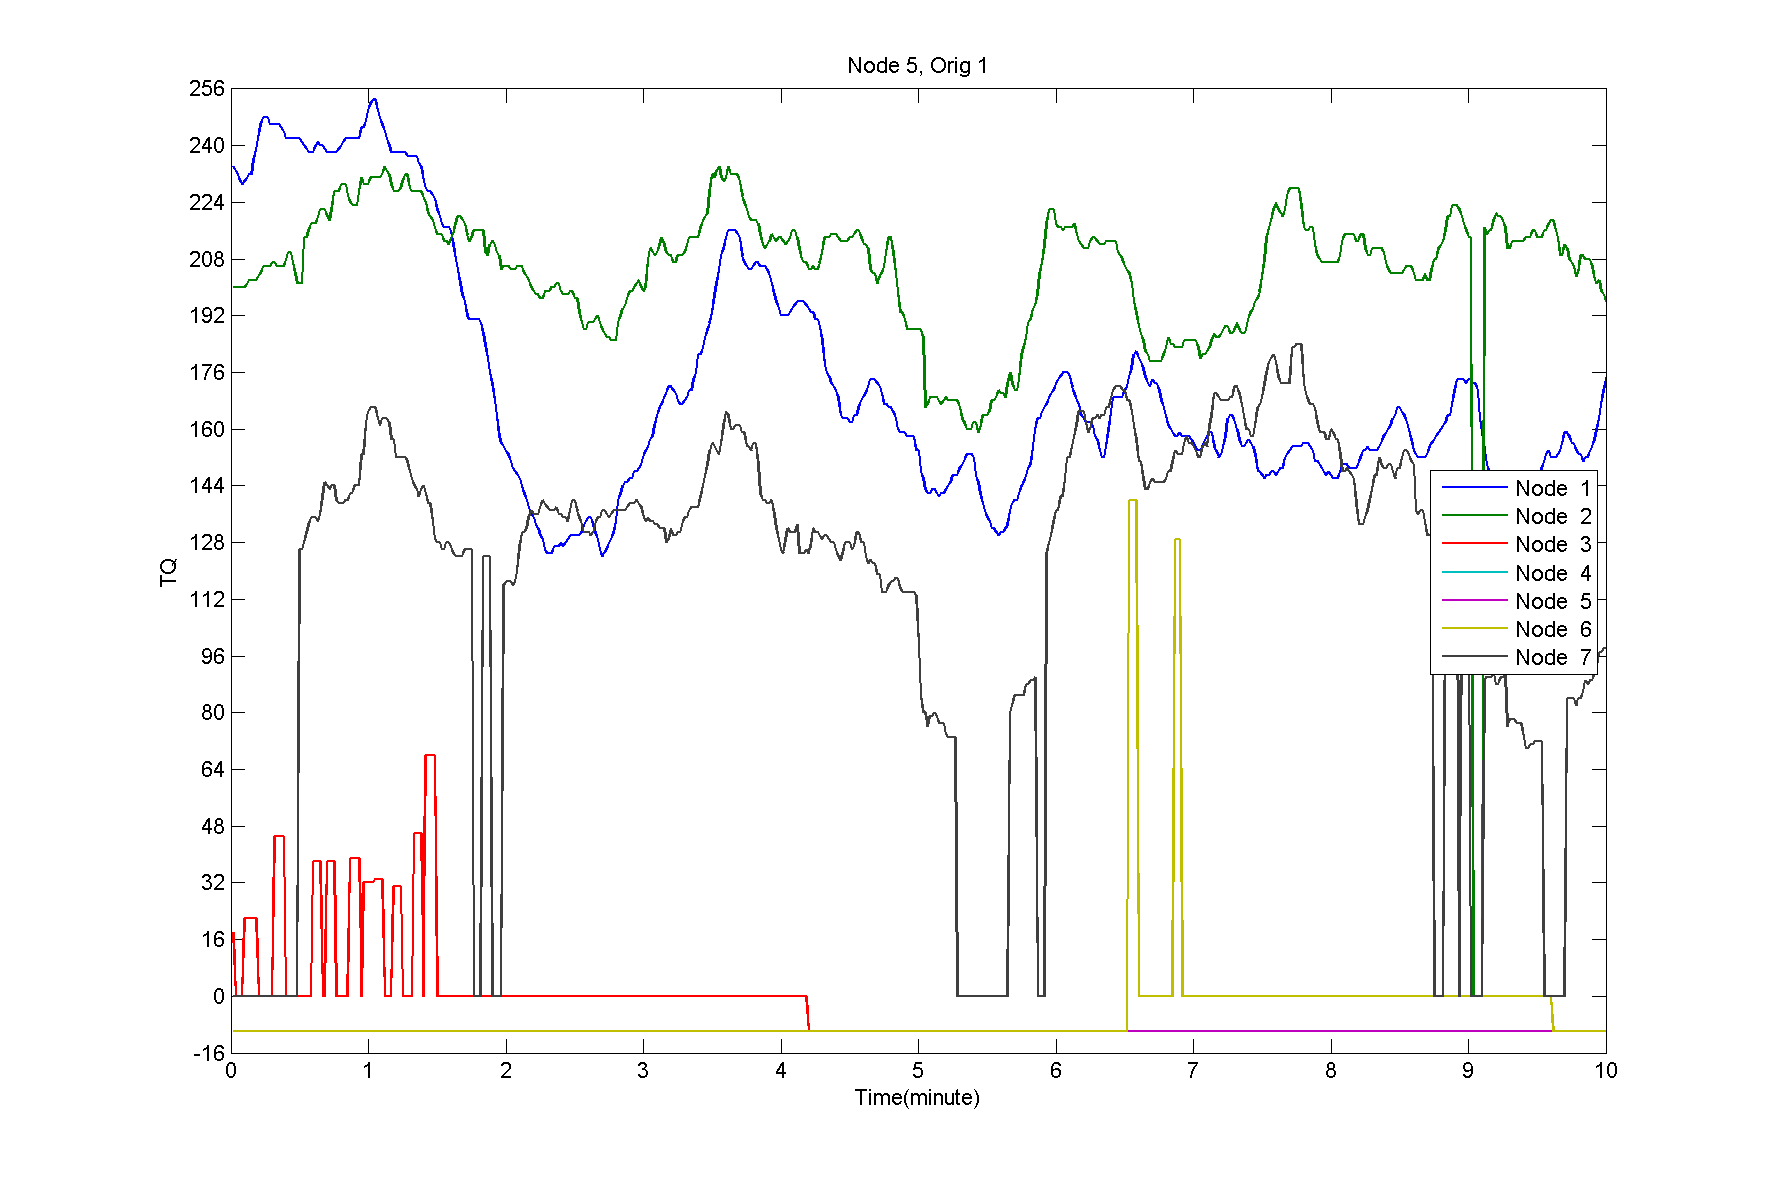 Node 5, Orig 1
256
240
224
208
192
176
160
144
128
112
96
80
64
48
32
16
0
-16
TQ
Node 1
Node 2
Node 3
Node 4
Node 5
Node 6
Node 7
0 1 2 3 4 5 6 7 8 9 10
Time(minute)